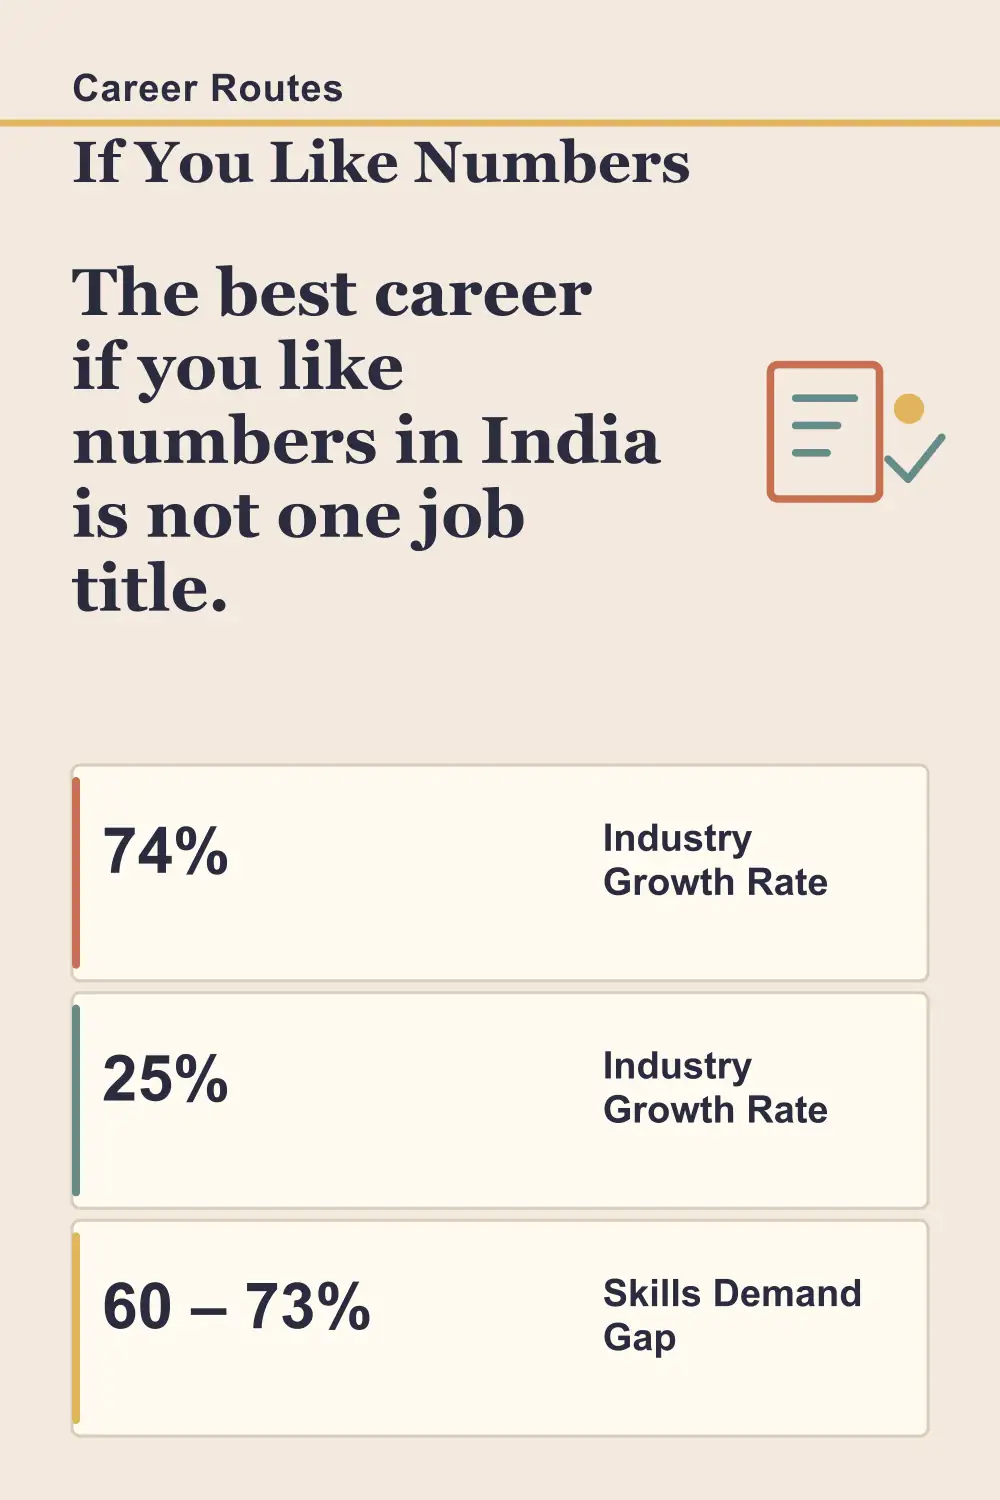 Career Routes
If You Like Numbers
The best career
if you like
numbers in India
is not one job
title.
74%
Industry
Growth Rate
25%
Industry
Growth Rate
60 – 73%
Skills Demand
Gap